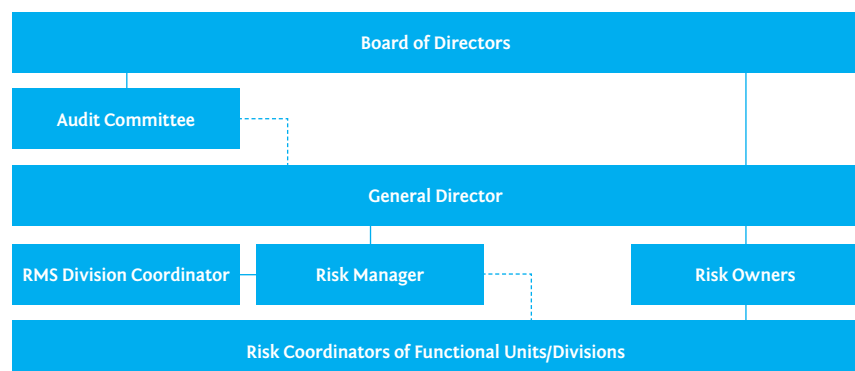 Board of Directors
Audit Committee
General Director
RMS Division Coordinator
Risk Manager
Risk Owners
Risk Coordinators of Functional Units/Divisions